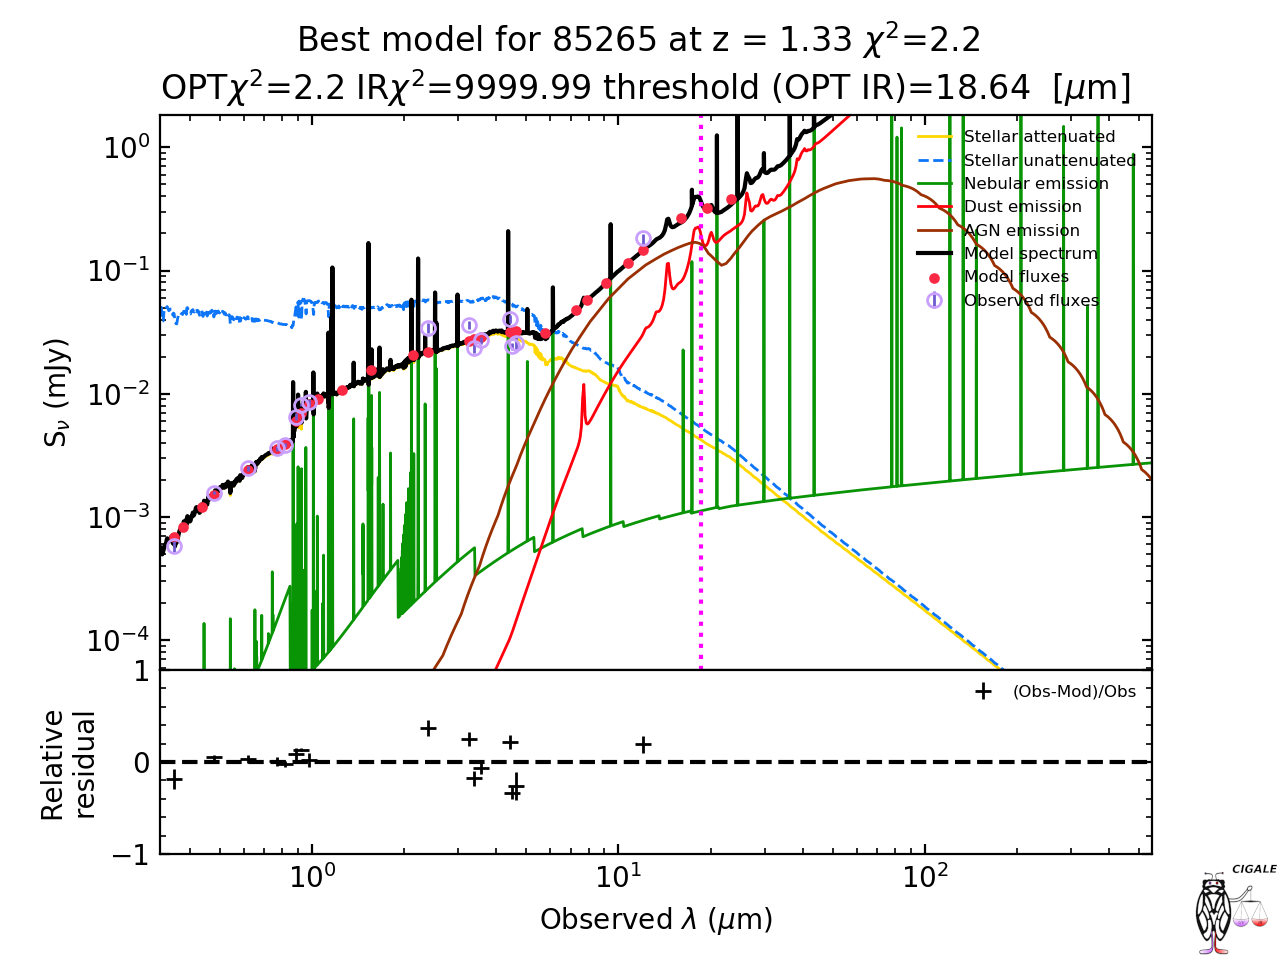 Best model for 85265 at z = 1.33 χ²=2.2
OPTχ²=2.2 IRχ²=9999.99 threshold (OPT IR)=18.64 [μm]
Stellar attenuated
Stellar unattenuated
Nebular emission
Dust emission
AGN emission
Model spectrum
Model fluxes
Observed fluxes
10⁰
10⁻¹
10⁻²
10⁻³
10⁻⁴
S_ν (mJy)
1
0
−1
Relative
residual
(Obs-Mod)/Obs
10⁰
10¹
10²
Observed λ (μm)
CIGALE